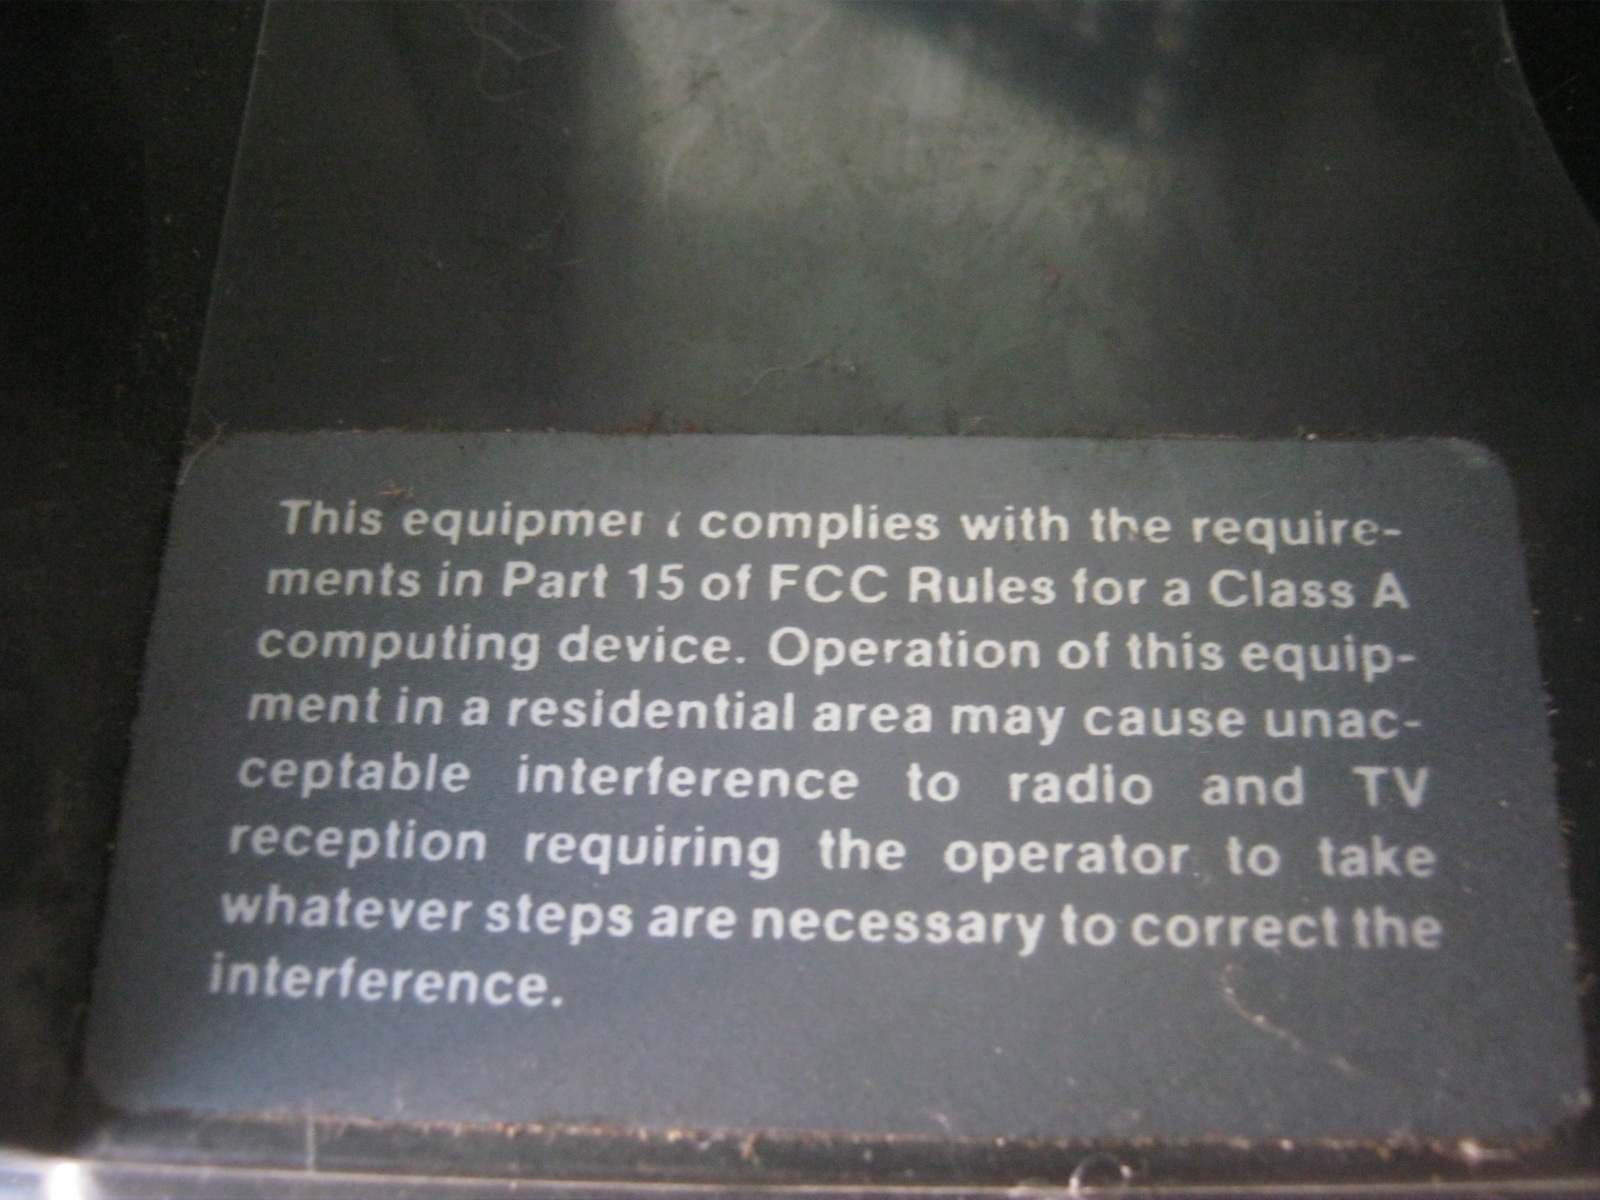 This equipment complies with the require-
ments in Part 15 of FCC Rules for a Class A
computing device. Operation of this equip-
ment in a residential area may cause unac-
ceptable interference to radio and TV
reception requiring the operator to take
whatever steps are necessary to correct the
interference.